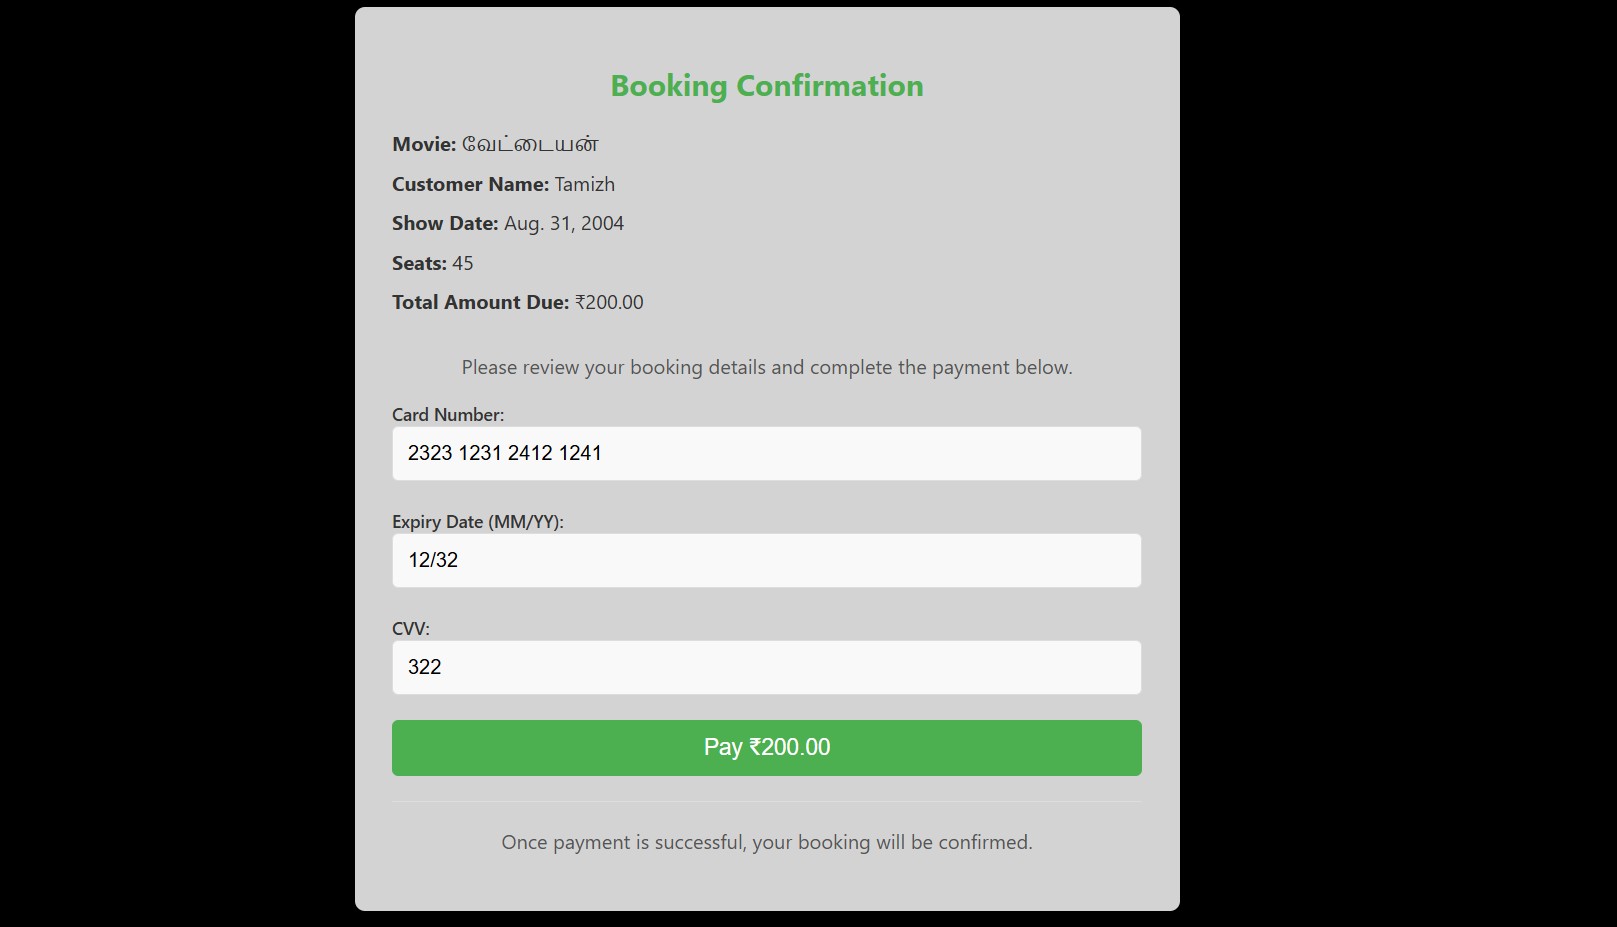 Booking Confirmation
Movie: வேட்டையன்
Customer Name: Tamizh
Show Date: Aug. 31, 2004
Seats: 45
Total Amount Due: ₹200.00
Please review your booking details and complete the payment below.
Card Number:
2323 1231 2412 1241
Expiry Date (MM/YY):
12/32
CVV:
322
Pay ₹200.00
Once payment is successful, your booking will be confirmed.